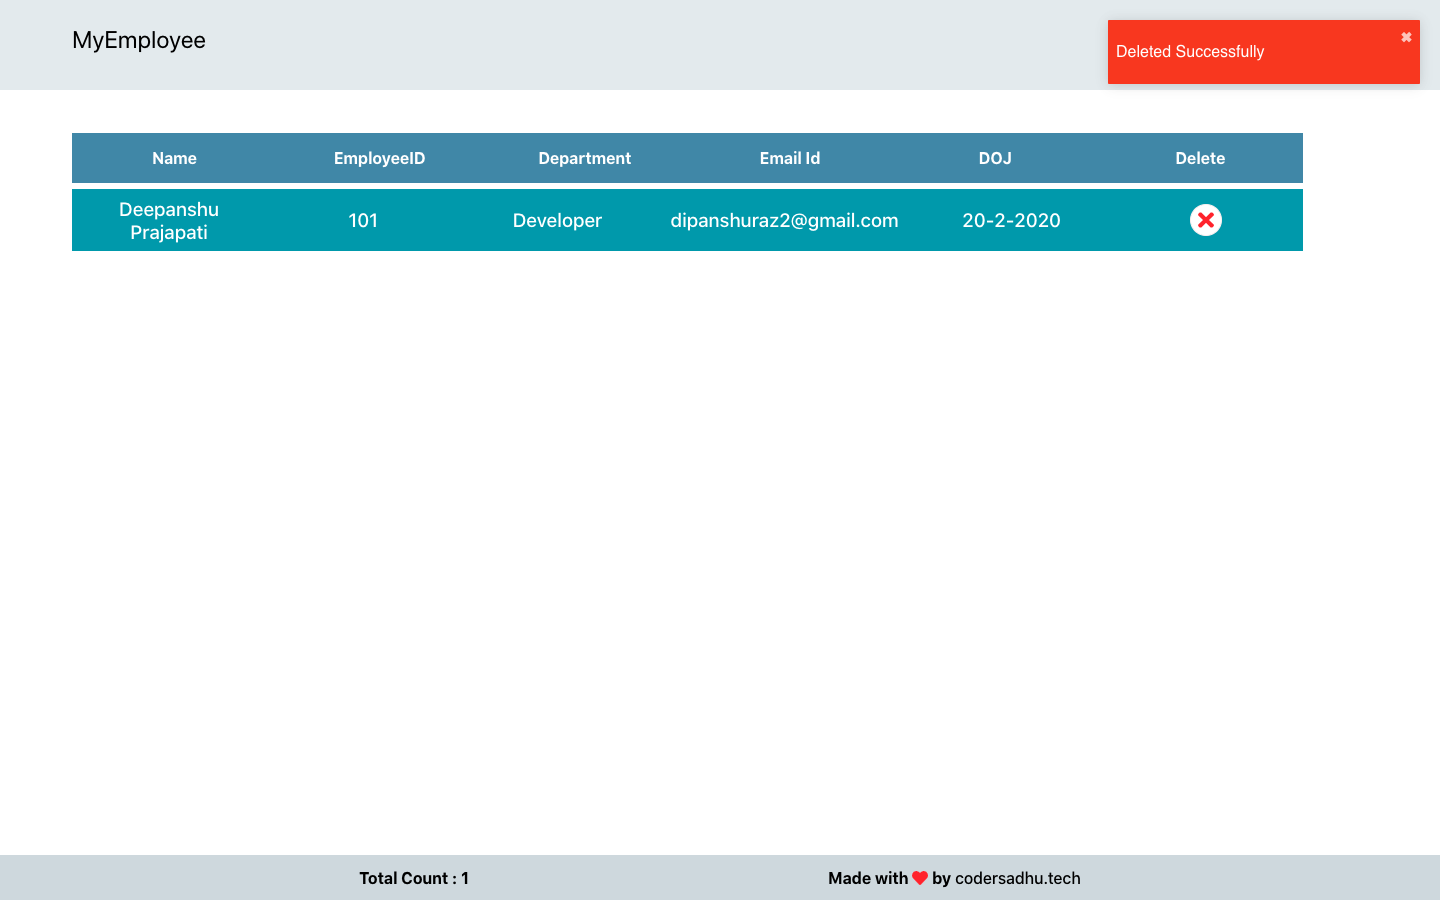 MyEmployee
Deleted Successfully
✖
Name EmployeeID Department Email Id DOJ Delete
Deepanshu
Prajapati
101 Developer dipanshuraz2@gmail.com 20-2-2020
Total Count : 1
Made with ❤ by codersadhu.tech